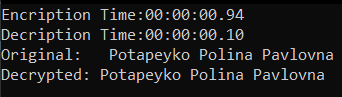 Encription Time:00:00:00.94
Decription Time:00:00:00.10
Original:   Potapeyko Polina Pavlovna
Decrypted: Potapeyko Polina Pavlovna